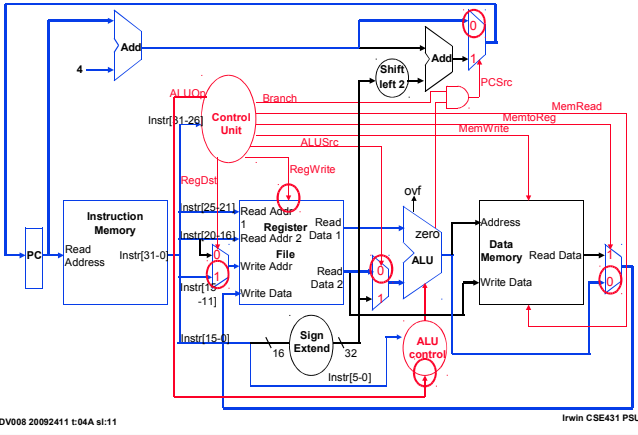 Add
4
Shift
left 2
Add
0
1
PCSrc
ALUOp
Branch
MemRead
Instr[31-26]
Control
Unit
MemtoReg
MemWrite
ALUSrc
RegDst
RegWrite
ovf
Instruction
Memory
PC
Read
Address
Instr[31-0]
Instr[25-21]
Read Addr
1
Register
Read
Data 1
Instr[20-16]
Read Addr 2
File
0
1
Write Addr
Read
Data 2
Instr[15
-11]
Write Data
0
1
zero
ALU
Address
Data
Memory
Read Data
Write Data
1
0
Instr[15-0]
Sign
Extend
16
32
ALU
control
Instr[5-0]
DV008 20092411 t:04A sl:11
Irwin CSE431 PSU